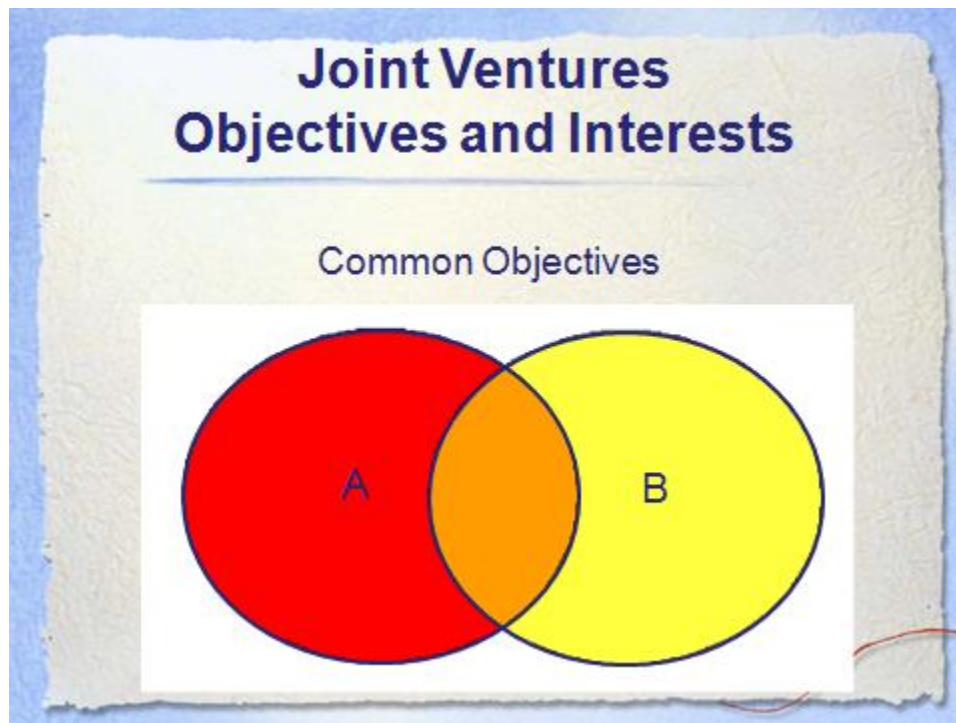 Joint Ventures
Objectives and Interests
Common Objectives
A
B